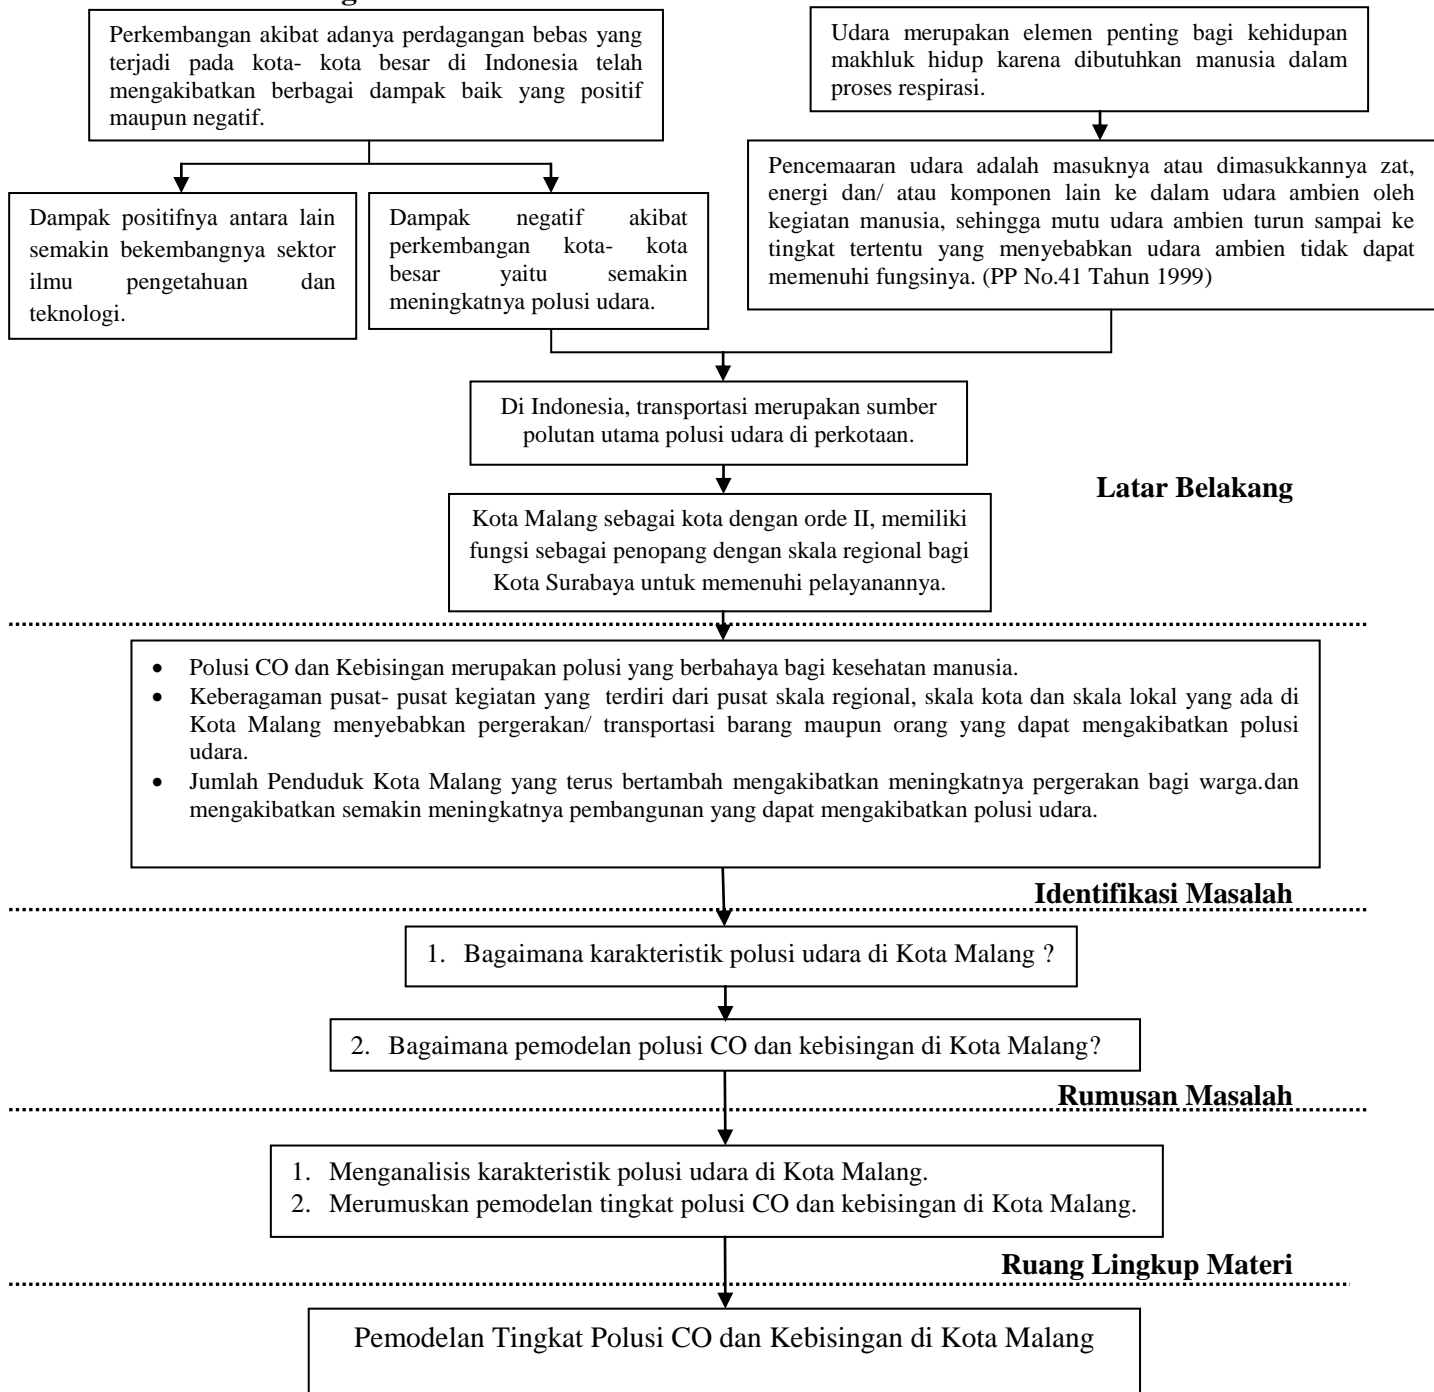 Perkembangan akibat adanya perdagangan bebas yang
terjadi pada kota- kota besar di Indonesia telah
mengakibatkan berbagai dampak baik yang positif
maupun negatif.
Udara merupakan elemen penting bagi kehidupan
makhluk hidup karena dibutuhkan manusia dalam
proses respirasi.
Dampak positifnya antara lain
semakin bekembangnya sektor
ilmu pengetahuan dan
teknologi.
Dampak negatif akibat
perkembangan kota- kota
besar yaitu semakin
meningkatnya polusi udara.
Pencemaaran udara adalah masuknya atau dimasukkannya zat,
energi dan/ atau komponen lain ke dalam udara ambien oleh
kegiatan manusia, sehingga mutu udara ambien turun sampai ke
tingkat tertentu yang menyebabkan udara ambien tidak dapat
memenuhi fungsinya. (PP No.41 Tahun 1999)
Di Indonesia, transportasi merupakan sumber
polutan utama polusi udara di perkotaan.
Latar Belakang
Kota Malang sebagai kota dengan orde II, memiliki
fungsi sebagai penopang dengan skala regional bagi
Kota Surabaya untuk memenuhi pelayanannya.
• Polusi CO dan Kebisingan merupakan polusi yang berbahaya bagi kesehatan manusia.
• Keberagaman pusat- pusat kegiatan yang terdiri dari pusat skala regional, skala kota dan skala lokal yang ada di
Kota Malang menyebabkan pergerakan/ transportasi barang maupun orang yang dapat mengakibatkan polusi
udara.
• Jumlah Penduduk Kota Malang yang terus bertambah mengakibatkan meningkatnya pergerakan bagi warga.dan
mengakibatkan semakin meningkatnya pembangunan yang dapat mengakibatkan polusi udara.
Identifikasi Masalah
1. Bagaimana karakteristik polusi udara di Kota Malang ?
2. Bagaimana pemodelan polusi CO dan kebisingan di Kota Malang?
Rumusan Masalah
1. Menganalisis karakteristik polusi udara di Kota Malang.
2. Merumuskan pemodelan tingkat polusi CO dan kebisingan di Kota Malang.
Ruang Lingkup Materi
Pemodelan Tingkat Polusi CO dan Kebisingan di Kota Malang